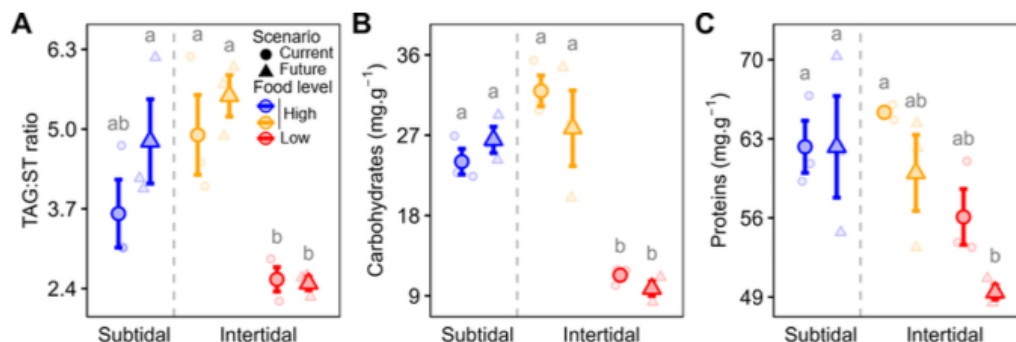 A
TAG:ST ratio
6.3
5.0
3.7
2.4
ab
a
a
a
b
b
Subtidal
Intertidal
Scenario
Current
Future
Food level
High
Low
B
Carbohydrates (mg.g⁻¹)
36
27
18
9
a
a
a
a
b
b
Subtidal
Intertidal
C
Proteins (mg.g⁻¹)
70
63
56
49
a
a
a
ab
ab
b
Subtidal
Intertidal